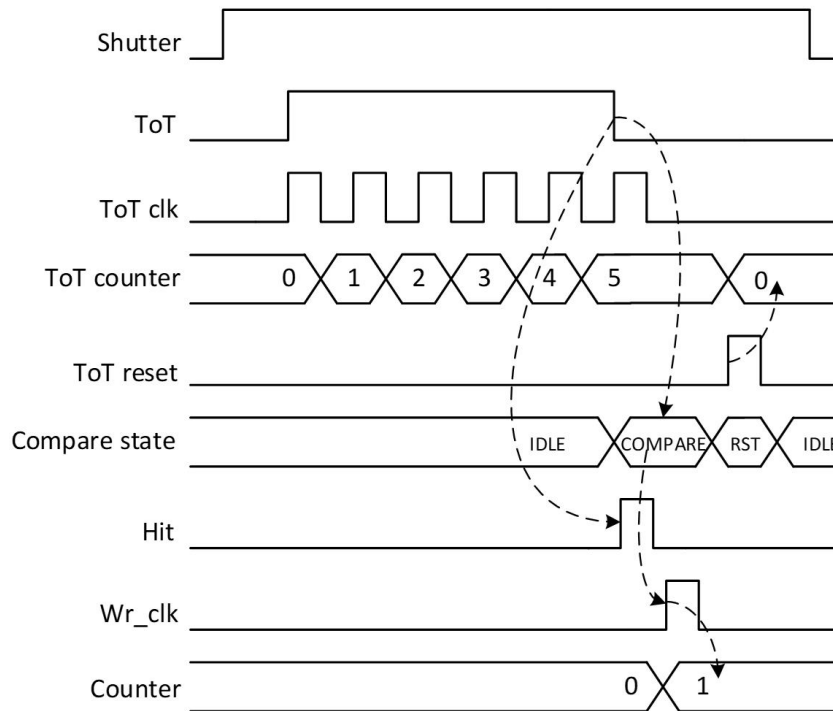 Shutter
ToT
ToT clk
ToT counter 0 1 2 3 4 5 0
ToT reset
Compare state IDLE COMPARE RST IDLE
Hit
Wr_clk
Counter 0 1